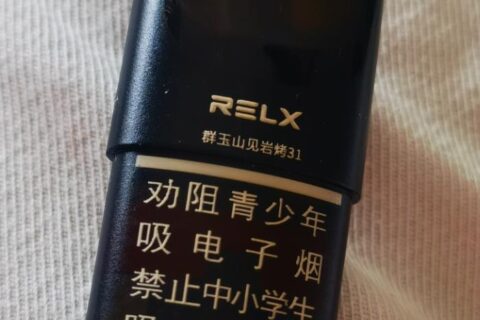 RELX
群玉山见岩烤31
劝阻青少年
吸电子烟
禁止中小学生